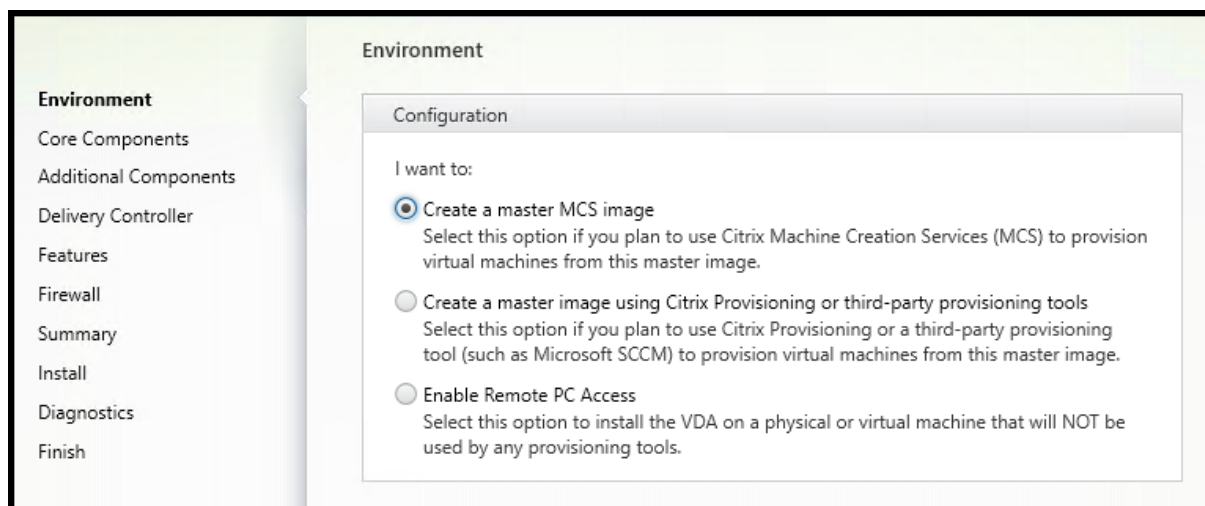 Environment
Core Components
Additional Components
Delivery Controller
Features
Firewall
Summary
Install
Diagnostics
Finish
Environment
Configuration
I want to:
Create a master MCS image
Select this option if you plan to use Citrix Machine Creation Services (MCS) to provision
virtual machines from this master image.
Create a master image using Citrix Provisioning or third-party provisioning tools
Select this option if you plan to use Citrix Provisioning or a third-party provisioning
tool (such as Microsoft SCCM) to provision virtual machines from this master image.
Enable Remote PC Access
Select this option to install the VDA on a physical or virtual machine that will NOT be
used by any provisioning tools.